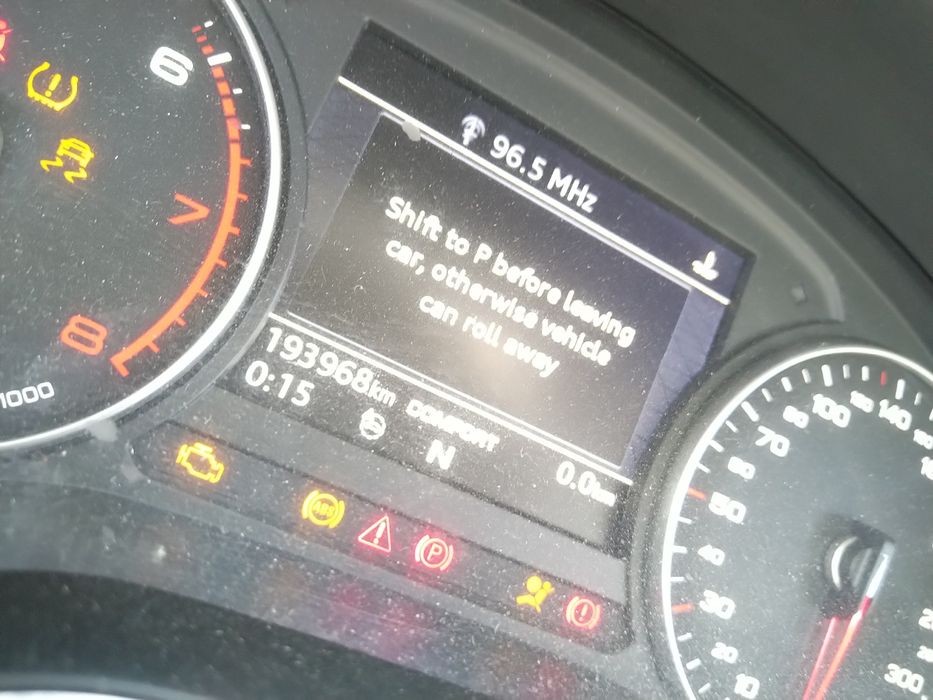 6
7
8
1000
96.5 MHz
Shift to P before leaving
car, otherwise vehicle
can roll away
193968km COMFORT 0.0km
0:15 N
ABS
P
10
20
30
40
50
60
70
80
100
140
300